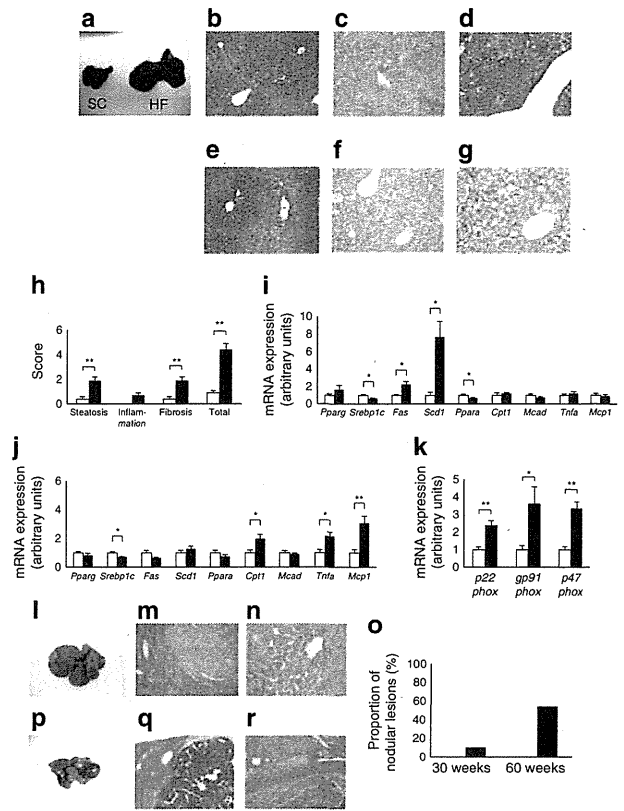 a
b
c
d
SC
HF
e
f
g
h
Score
6
4
2
0
**
**
**
Steatosis
Inflam-
mation
Fibrosis
Total
i
mRNA expression
(arbitrary units)
10
8
6
4
2
0
*
*
*
*
Pparg
Srebp1c
Fas
Scd1
Ppara
Cpt1
Mcad
Tnfa
Mcp1
j
mRNA expression
(arbitrary units)
6
4
2
0
*
*
*
**
Pparg
Srebp1c
Fas
Scd1
Ppara
Cpt1
Mcad
Tnfa
Mcp1
k
mRNA expression
(arbitrary units)
5
4
3
2
1
0
**
*
**
p22
phox
gp91
phox
p47
phox
l
m
n
o
Proportion of
nodular lesions (%)
100
80
60
40
20
0
30 weeks
60 weeks
p
q
r